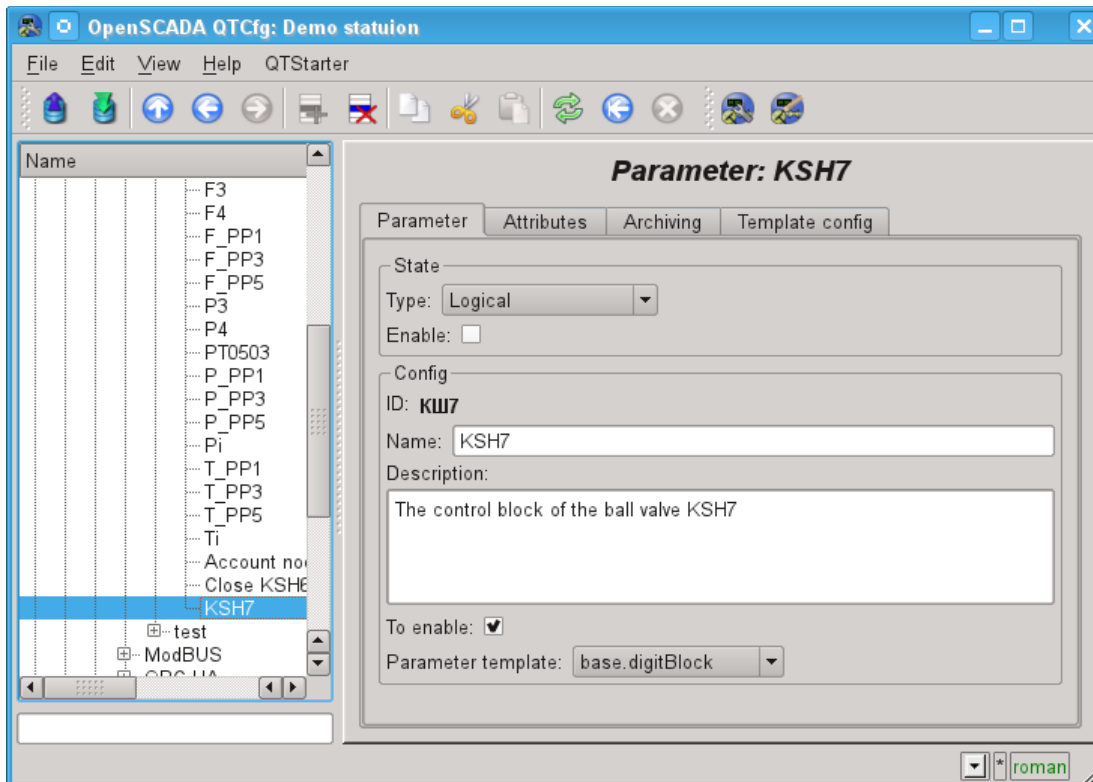 OpenSCADA QTCfg: Demo statuion
File Edit View Help QTStarter
Name
F3
F4
F_PP1
F_PP3
F_PP5
P3
P4
PT0503
P_PP1
P_PP3
P_PP5
Pi
T_PP1
T_PP3
T_PP5
Ti
Account
Close KSH6
KSH7
test
ModBUS
Parameter: KSH7
Parameter Attributes Archiving Template config
State
Type: Logical
Enable:
Config
ID: КШ7
Name: KSH7
Description:
The control block of the ball valve KSH7
To enable:
Parameter template: base.digitBlock
* roman